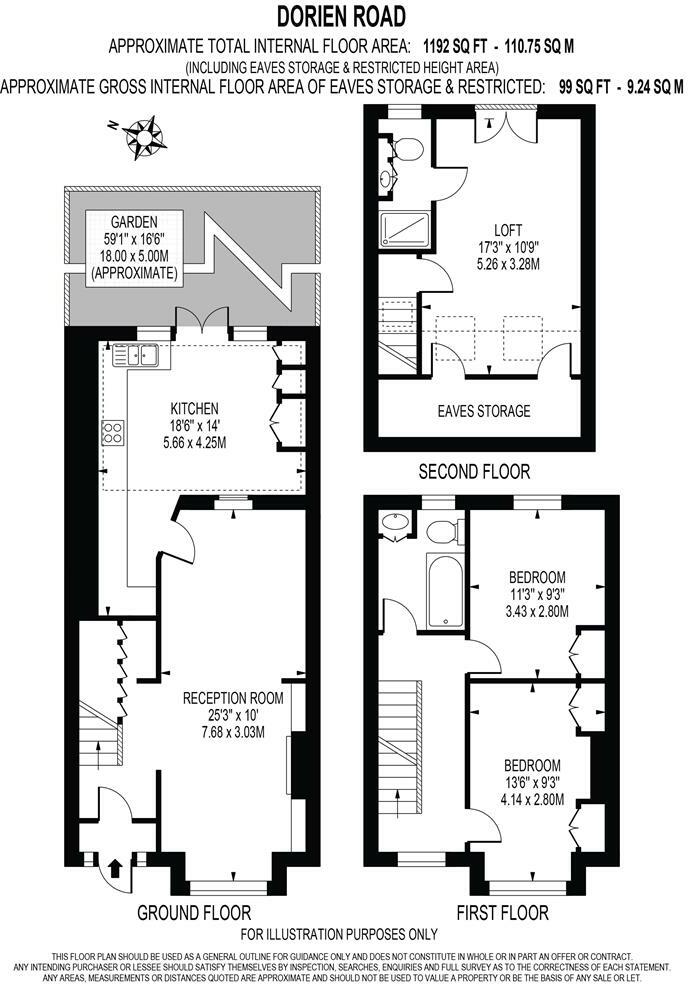 DORIEN ROAD
APPROXIMATE TOTAL INTERNAL FLOOR AREA: 1192 SQ FT - 110.75 SQ M
(INCLUDING EAVES STORAGE & RESTRICTED HEIGHT AREA)
APPROXIMATE GROSS INTERNAL FLOOR AREA OF EAVES STORAGE & RESTRICTED: 99 SQ FT - 9.24 SQ M
N
GARDEN
59'1" x 16'6"
18.00 x 5.00M
(APPROXIMATE)
LOFT
17'3" x 10'9"
5.26 x 3.28M
EAVES STORAGE
SECOND FLOOR
KITCHEN
18'6" x 14'
5.66 x 4.25M
RECEPTION ROOM
25'3" x 10'
7.68 x 3.03M
GROUND FLOOR
BEDROOM
11'3" x 9'3"
3.43 x 2.80M
BEDROOM
13'6" x 9'3"
4.14 x 2.80M
FIRST FLOOR
FOR ILLUSTRATION PURPOSES ONLY
THIS FLOOR PLAN SHOULD BE USED AS A GENERAL OUTLINE FOR GUIDANCE ONLY AND DOES NOT CONSTITUTE IN WHOLE OR IN PART AN OFFER OR CONTRACT.
ANY INTENDING PURCHASER OR LESSEE SHOULD SATISFY THEMSELVES BY INSPECTION, SEARCHES, ENQUIRIES AND FULL SURVEY AS TO THE CORRECTNESS OF EACH STATEMENT.
ANY AREAS, MEASUREMENTS OR DISTANCES QUOTED ARE APPROXIMATE AND SHOULD NOT BE USED TO VALUE A PROPERTY OR BE THE BASIS OF ANY SALE OR LET.